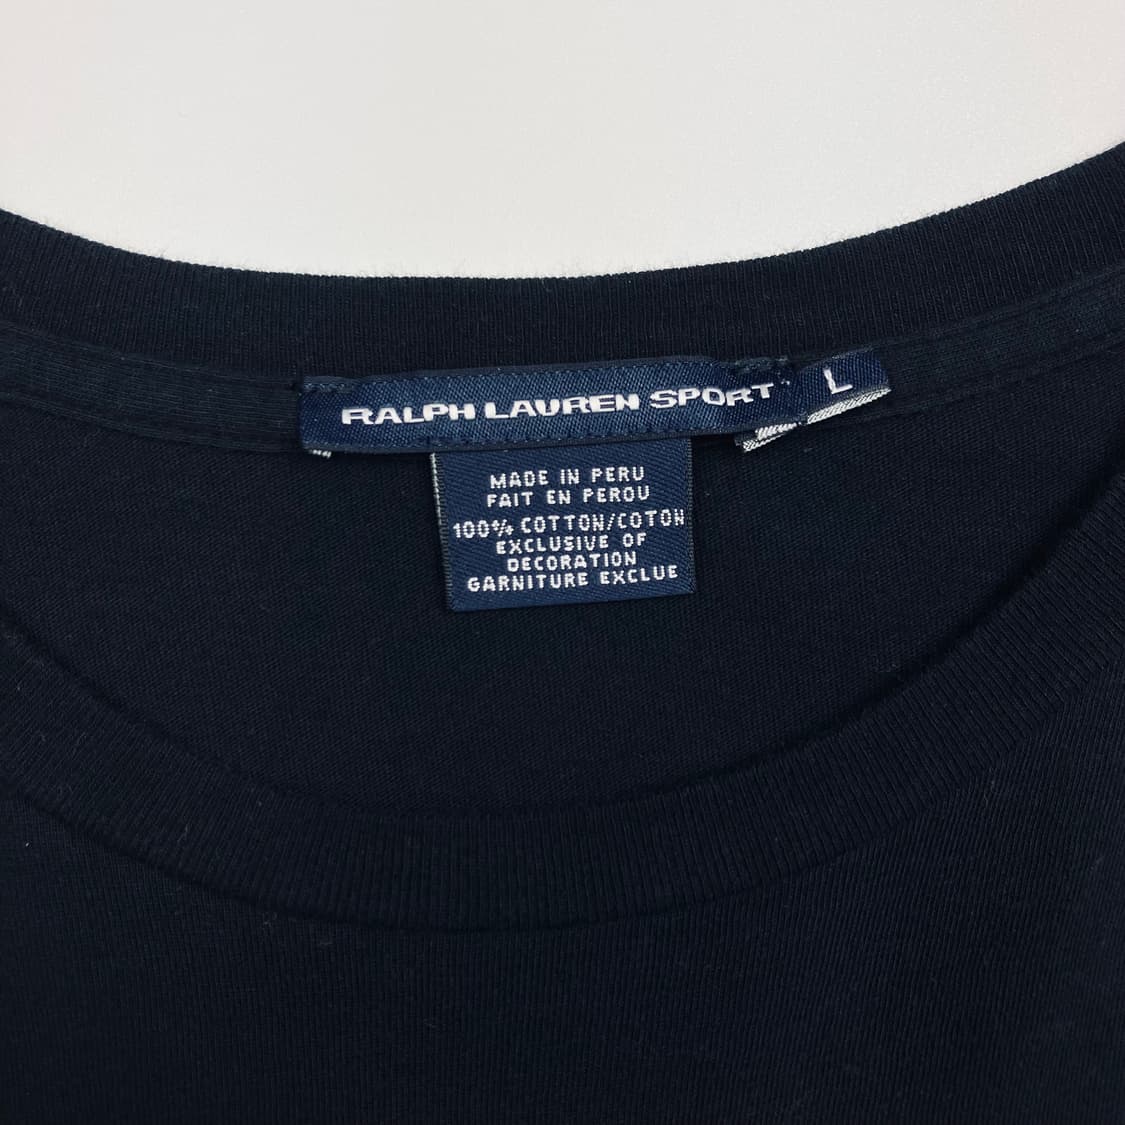 RALPH LAUREN SPORT
L
MADE IN PERU
FAIT EN PEROU
100% COTTON/COTON
EXCLUSIVE OF
DECORATION
GARNITURE EXCLUE